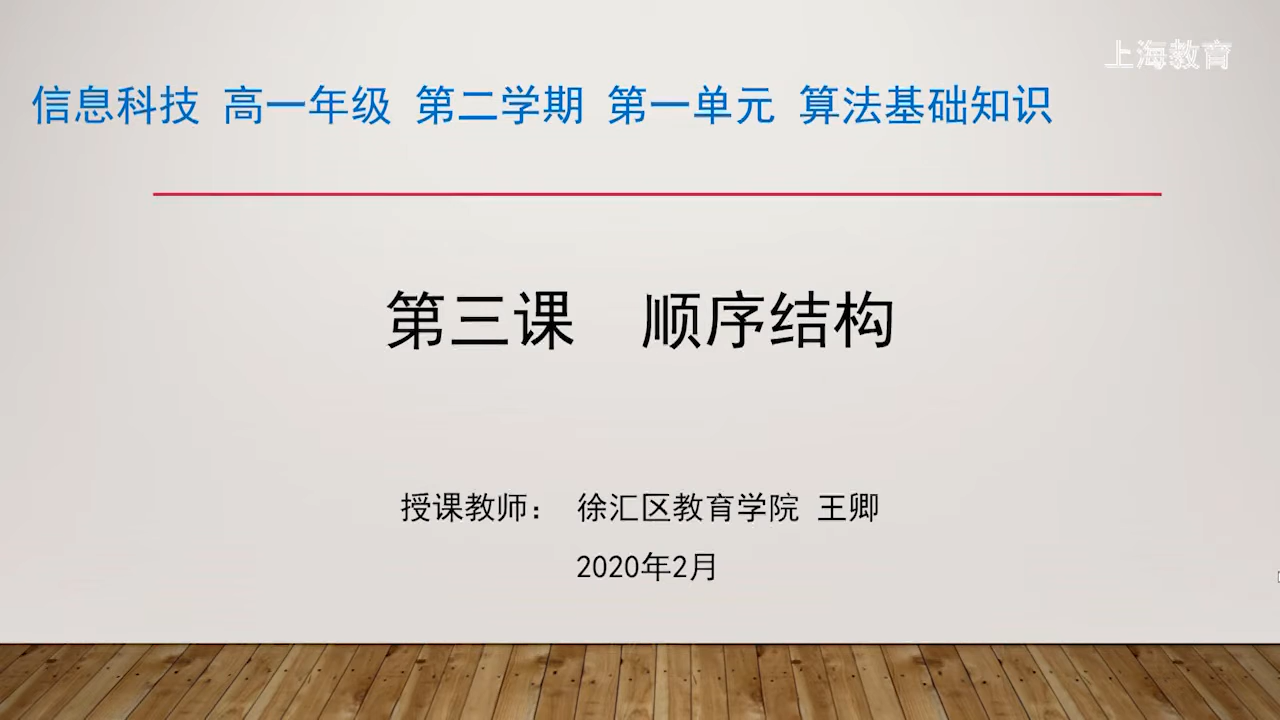 上海教育
信息科技 高一年级 第二学期 第一单元 算法基础知识
第三课 顺序结构
授课教师： 徐汇区教育学院 王卿
2020年2月